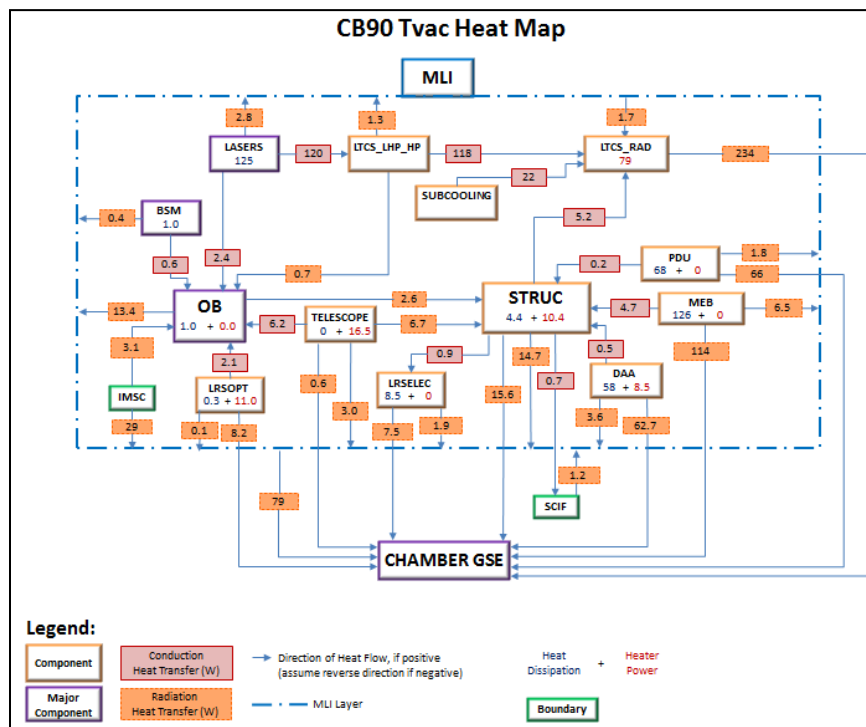 CB90 Tvac Heat Map
MLI
2.8
1.3
1.7
LASERS
125
120
LTCS_LHP_HP
118
LTCS_RAD
79
234
SUBCOOLING
22
BSM
1.0
0.4
5.2
0.6
2.4
0.7
0.2
PDU
68 + 0
1.8
66
OB
1.0 + 0.0
13.4
2.6
STRUC
4.4 + 10.4
4.7
MEB
126 + 0
6.5
6.2
TELESCOPE
0 + 16.5
6.7
3.1
2.1
0.9
14.7
0.5
114
0.6
0.7
DAA
58 + 8.5
IMSC
LRSOPT
0.3 + 11.0
3.0
LRSELEC
8.5 + 0
15.6
29
0.1
8.2
7.5
1.9
3.6
62.7
79
1.2
SCIF
CHAMBER GSE
Legend:
Component
Conduction
Heat Transfer (W)
Direction of Heat Flow, if positive
(assume reverse direction if negative)
Heat
Dissipation
+
Heater
Power
Major
Component
Radiation
Heat Transfer (W)
MLI Layer
Boundary